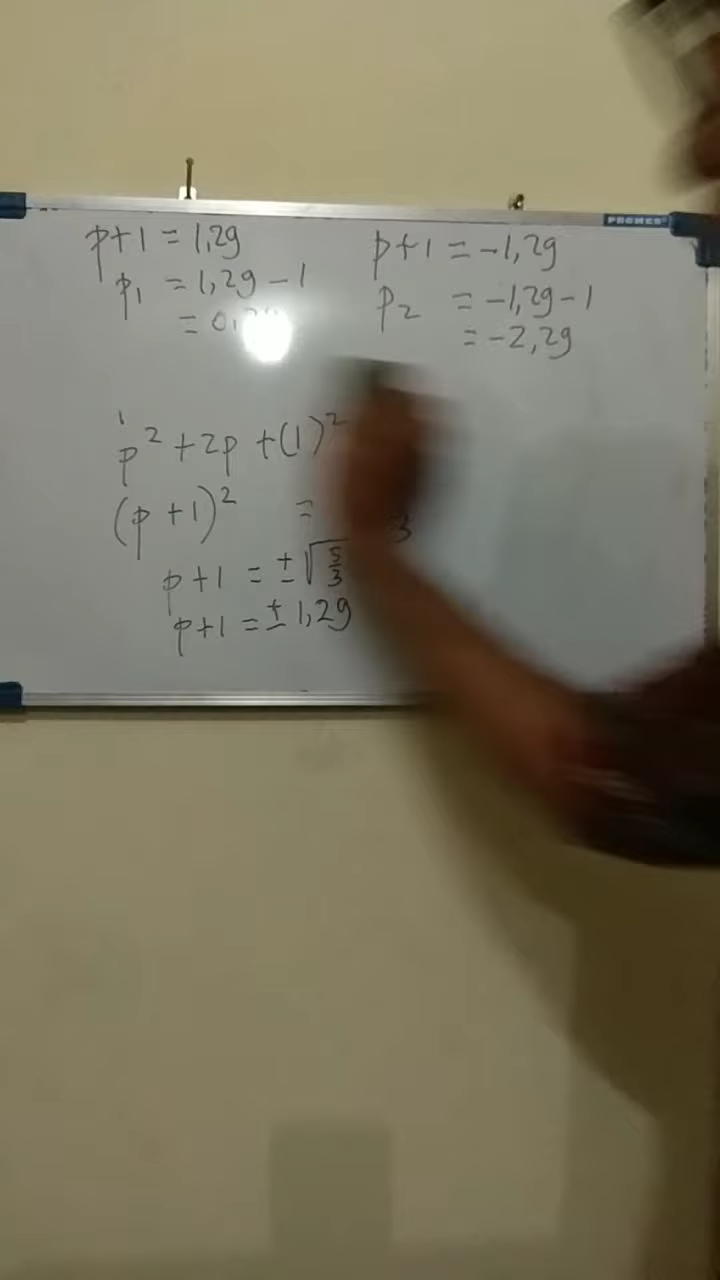 PROMES
p+1 = 1,29
p₁ = 1,29 - 1
= 0,
p+1 = -1,29
p₂ = -1,29 - 1
= -2,29
p² + 2p + (1)²
(p + 1)² =
p+1 = ±√5/3
p+1 = ± 1,29